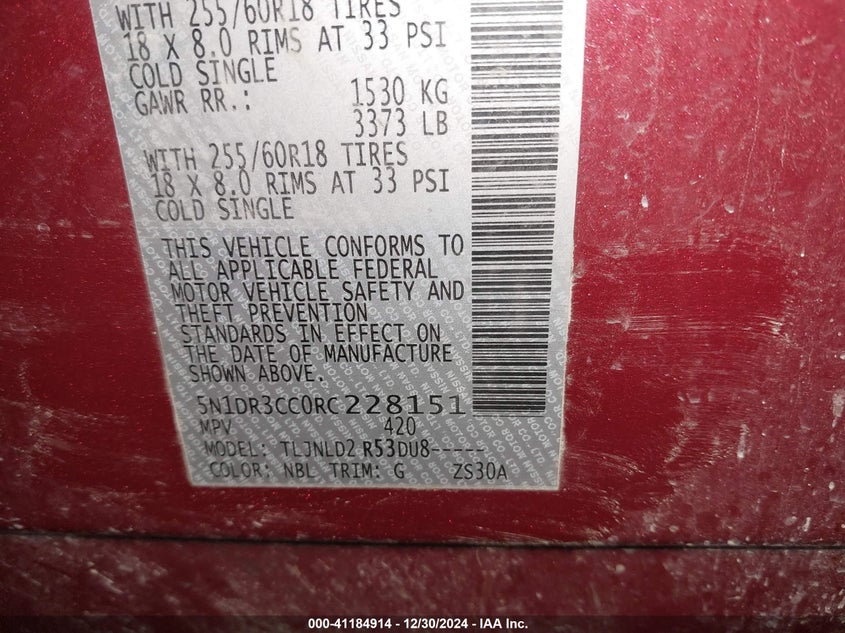 WITH 255/60R18 TIRES
18 X 8.0 RIMS AT 33 PSI
COLD SINGLE
GAWR RR.: 1530 KG
3373 LB
WITH 255/60R18 TIRES
18 X 8.0 RIMS AT 33 PSI
COLD SINGLE
THIS VEHICLE CONFORMS TO
ALL APPLICABLE FEDERAL
MOTOR VEHICLE SAFETY AND
THEFT PREVENTION
STANDARDS IN EFFECT ON
THE DATE OF MANUFACTURE
SHOWN ABOVE.
5N1DR3CC0RC228151
MPV 420
MODEL: TLJNLD2 R53DU8-----
COLOR: NBL TRIM: G ZS30A
000-41184914 - 12/30/2024 - IAA Inc.